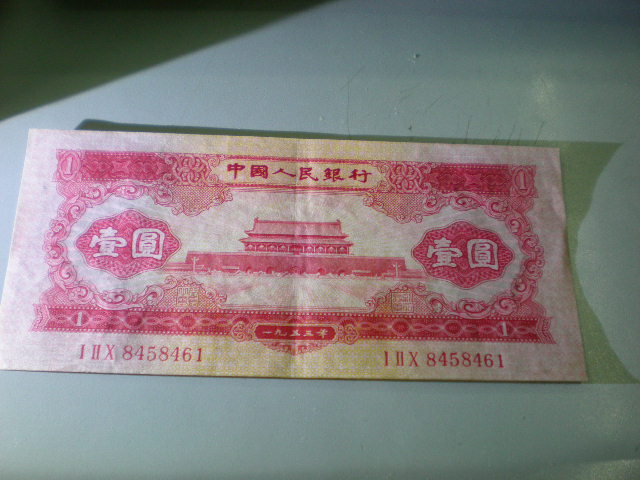 中國人民銀行
1 1
壹圓 壹圓
1 1
一九五三年
I II X 8458461 I II X 8458461